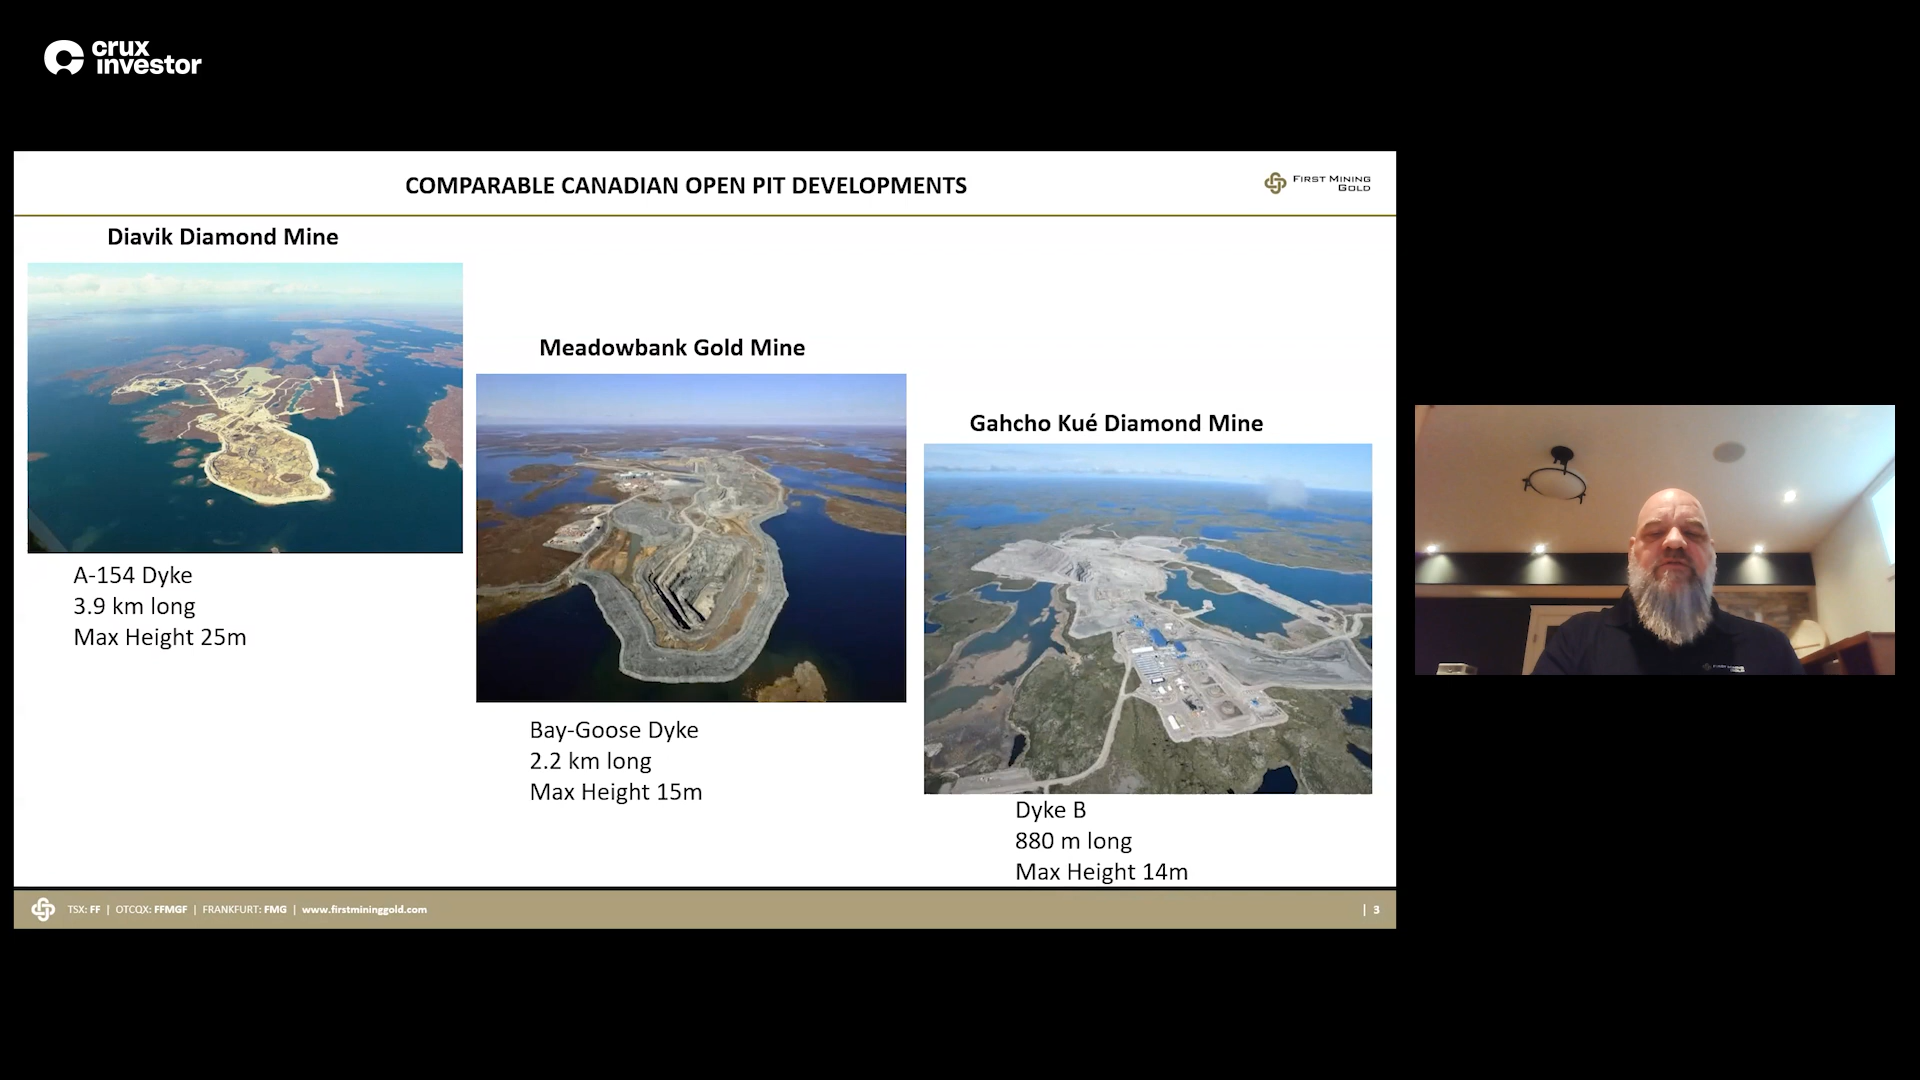 crux
investor
COMPARABLE CANADIAN OPEN PIT DEVELOPMENTS
FIRST MINING
GOLD
Diavik Diamond Mine
A-154 Dyke
3.9 km long
Max Height 25m
Meadowbank Gold Mine
Bay-Goose Dyke
2.2 km long
Max Height 15m
Gahcho Kué Diamond Mine
Dyke B
880 m long
Max Height 14m
TSX: FF | OTCQX: FFMGF | FRANKFURT: FMG | www.firstmininggold.com
| 3